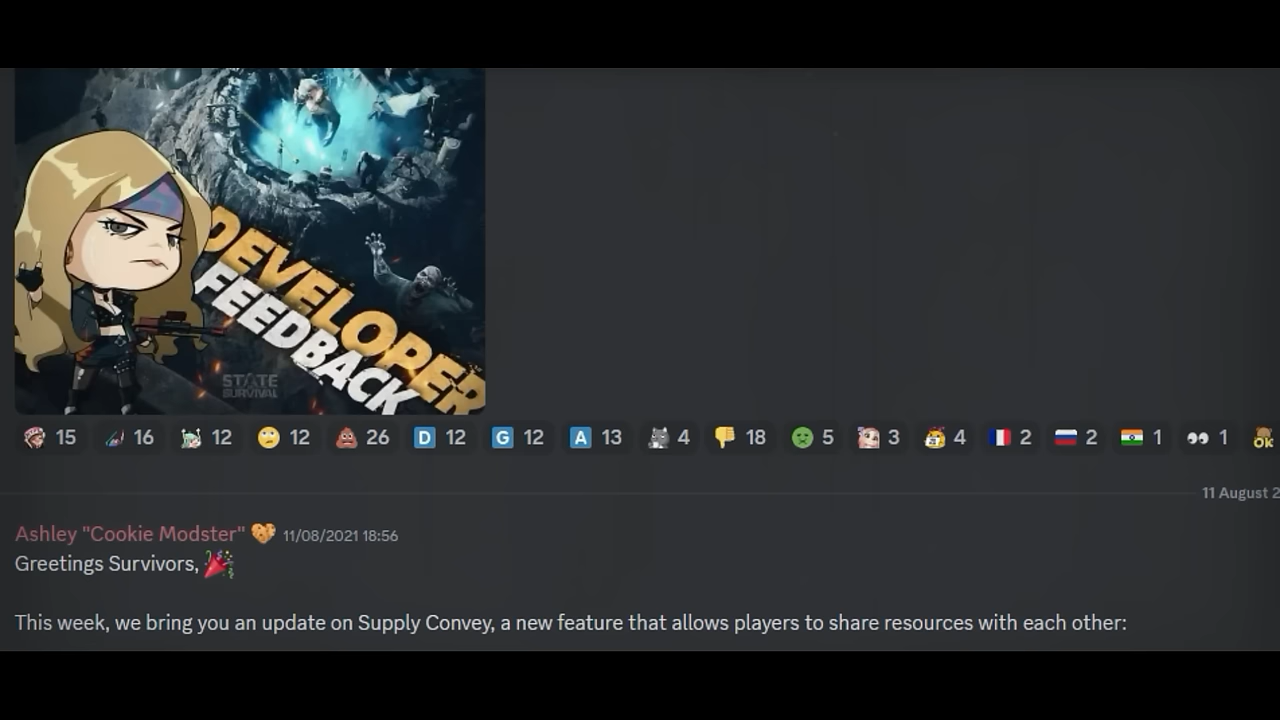 DEVELOPER
FEEDBACK
STATE
SURVIVAL
15 16 12 12 26 D 12 G 12 A 13 4 18 5 3 4 2 2 1 1 OK
11 August 2
Ashley "Cookie Modster" 11/08/2021 18:56
Greetings Survivors,
This week, we bring you an update on Supply Convey, a new feature that allows players to share resources with each other: